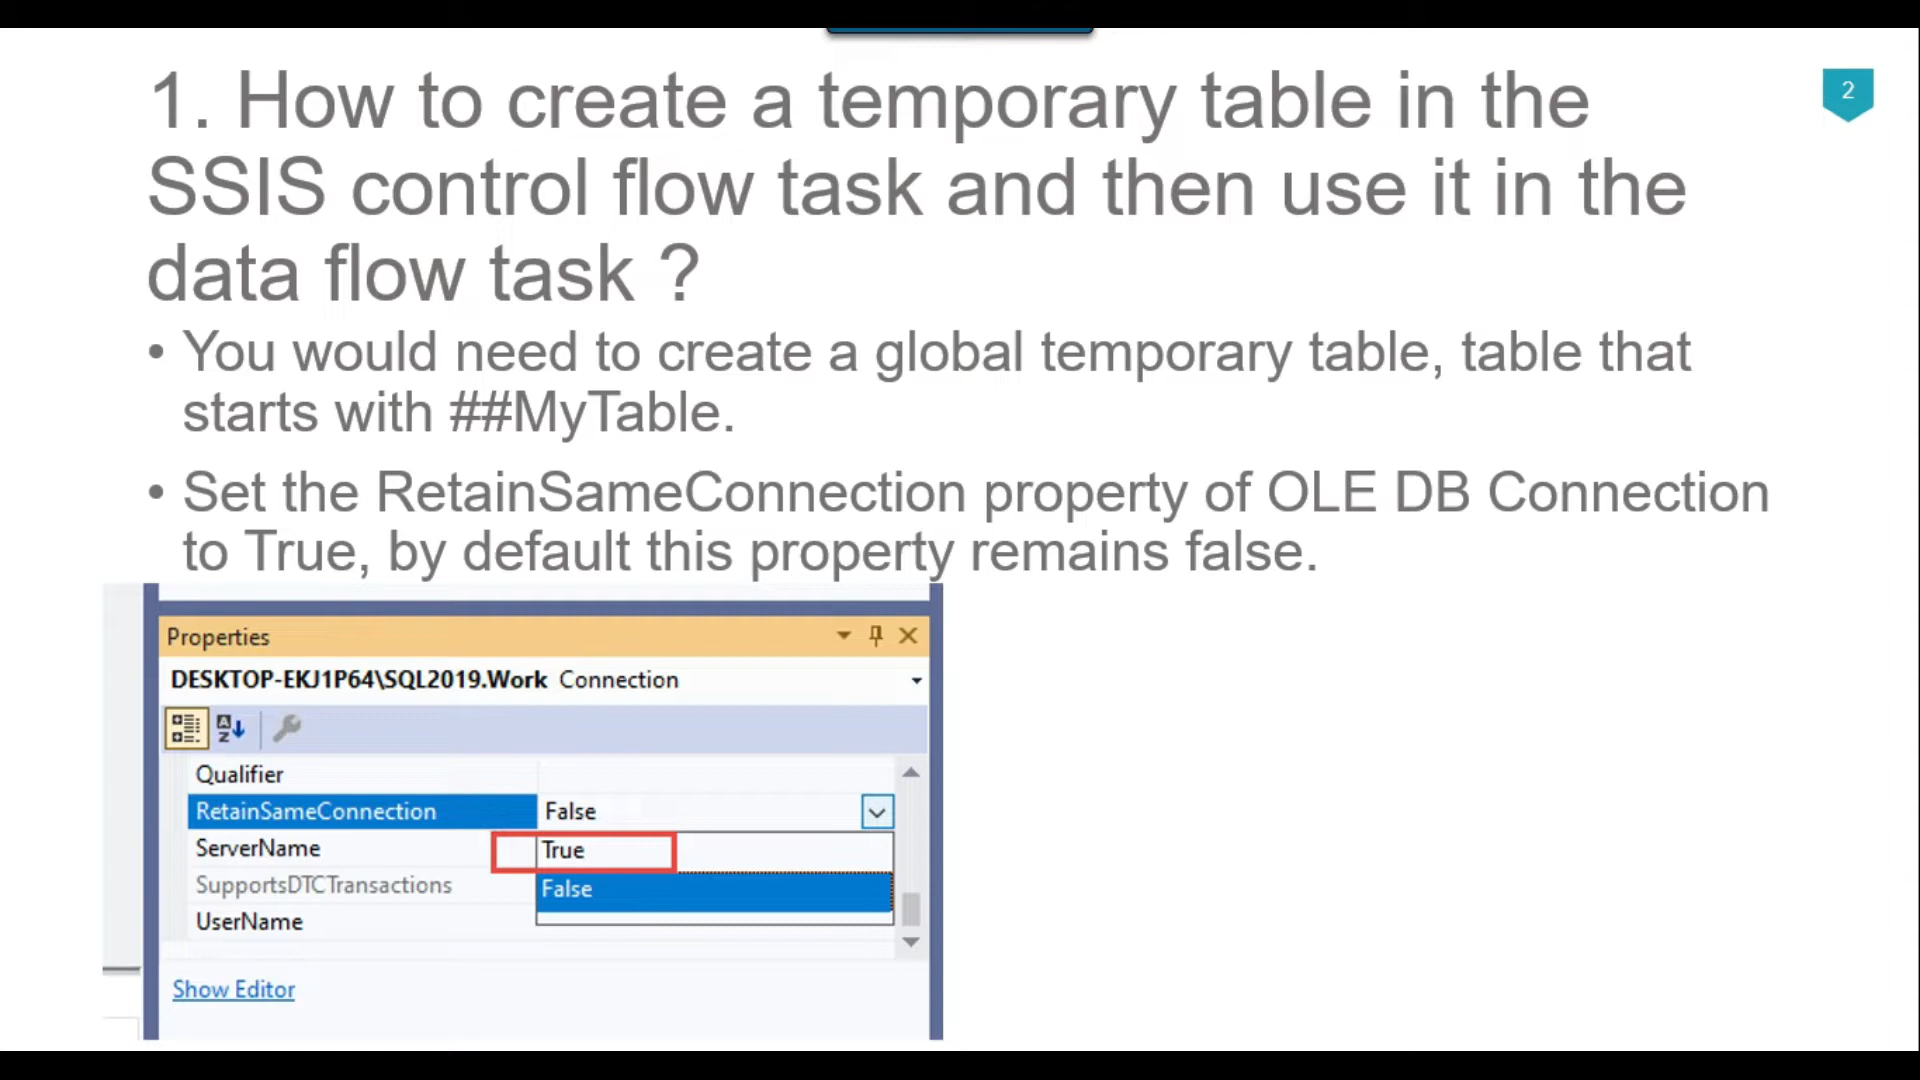 1. How to create a temporary table in the
SSIS control flow task and then use it in the
data flow task ?
2
• You would need to create a global temporary table, table that
starts with ##MyTable.
• Set the RetainSameConnection property of OLE DB Connection
to True, by default this property remains false.
Properties
DESKTOP-EKJ1P64\SQL2019.Work Connection
Qualifier
RetainSameConnection False
ServerName True
SupportsDTCTransactions False
UserName
Show Editor